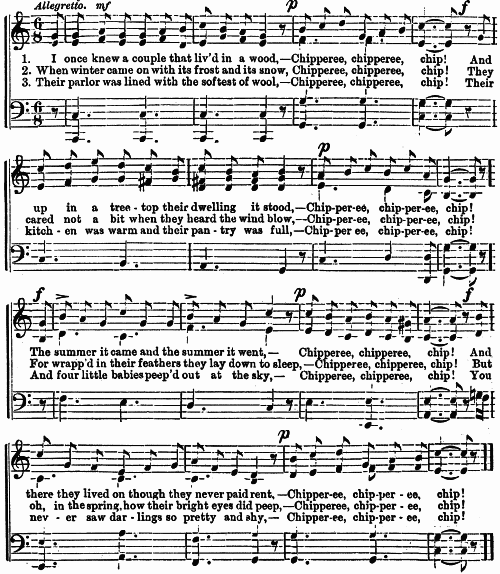 Allegretto. mf p f
1. I once knew a couple that liv'd in a wood,—Chipperee, chipperee, chip! And
2. When winter came on with its frost and its snow, Chipperee, chipperee, chip! They
3. Their parlor was lined with the softest of wool,—Chipperee, chipperee, chip! Their
p
up in a tree - top their dwelling it stood,—Chip-per-ee, chip-per-ee, chip!
cared not a bit when they heard the wind blow,—Chip-per-ee, chip-per-ee, chip!
kitch - en was warm and their pan - try was full,—Chip-per ee, chip-per-ee, chip!
f p f
The summer it came and the summer it went,— Chipperee, chipperee, chip! And
For wrapp'd in their feathers they lay down to sleep,—Chipperee, chipperee, chip! But
And four little babies peep'd out at the sky,— Chipperee, chipperee, chip! You
p
there they lived on though they never paid rent,—Chipper-ee, chip-per - ee, chip!
oh, in the spring, how their bright eyes did peep,—Chipperee, chip-per-ee, chip!
nev - er saw dar - lings so pretty and shy,— Chipper-ee, chip-per - ee, chip!